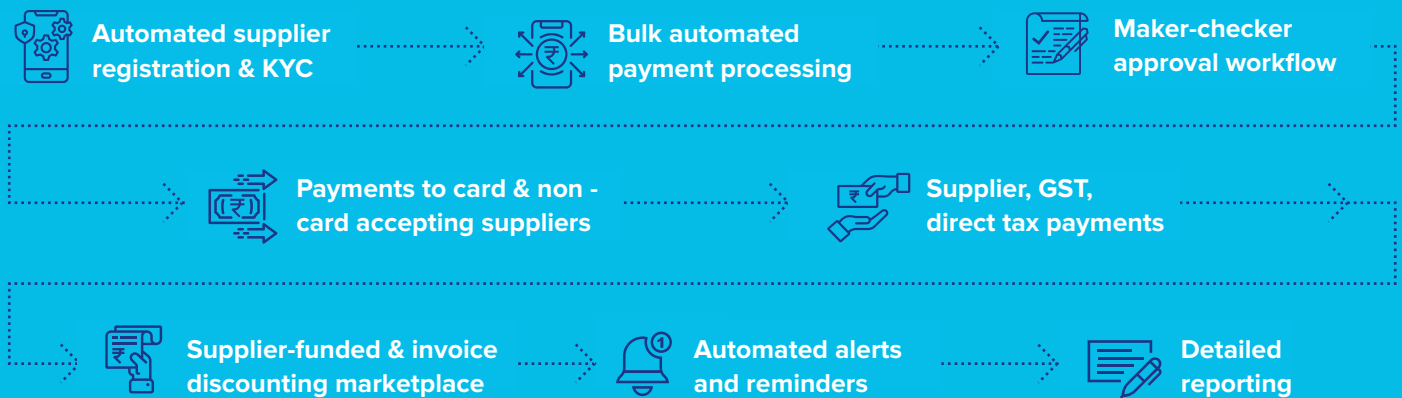 Automated supplier
registration & KYC
Bulk automated
payment processing
Maker-checker
approval workflow
Payments to card & non -
card accepting suppliers
Supplier, GST,
direct tax payments
Supplier-funded & invoice
discounting marketplace
1
Automated alerts
and reminders
Detailed
reporting